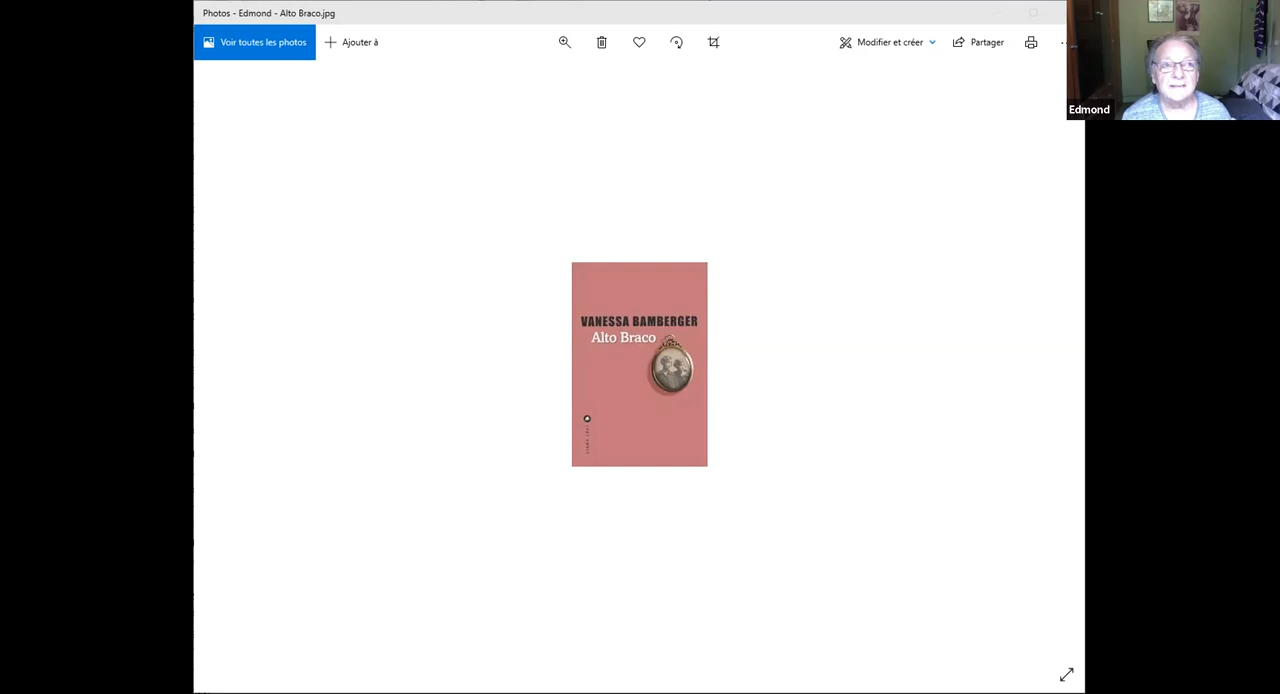 Photos - Edmond - Alto Braco.jpg
Voir toutes les photos
Ajouter à
Modifier et créer
Partager
Edmond
VANESSA BAMBERGER
Alto Braco